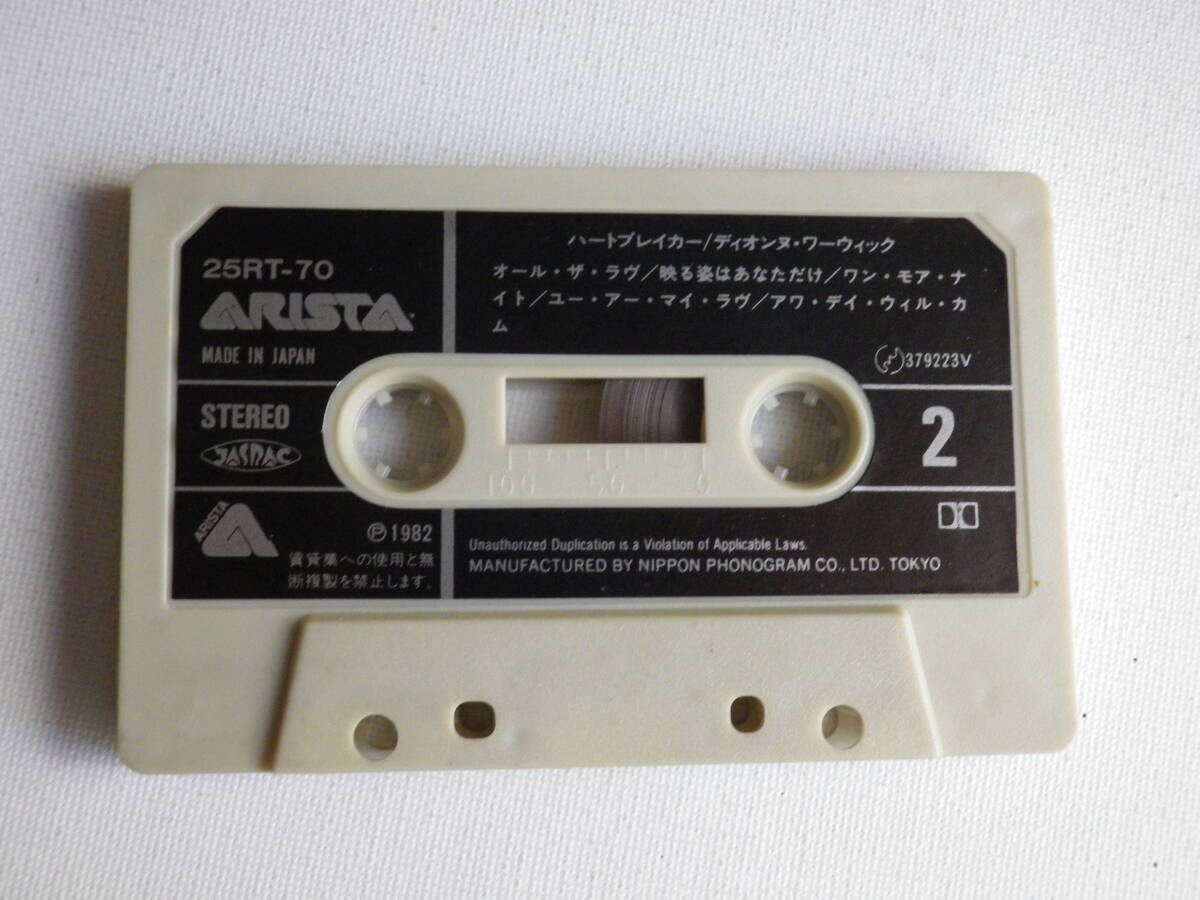 25RT-70
ARISTA
MADE IN JAPAN
ハートブレイカー/ディオンヌ・ワーウィック
オール・ザ・ラヴ/映る姿はあなただけ/ワン・モア・ナ
イト/ユー・アー・マイ・ラヴ/アワ・デイ・ウィル・カ
ム
379223V
STEREO
JASRAC
2
100 50 0
ARISTA
Ⓟ1982
賃貸業への使用と無
断複製を禁止します。
Unauthorized Duplication is a Violation of Applicable Laws.
MANUFACTURED BY NIPPON PHONOGRAM CO., LTD. TOKYO